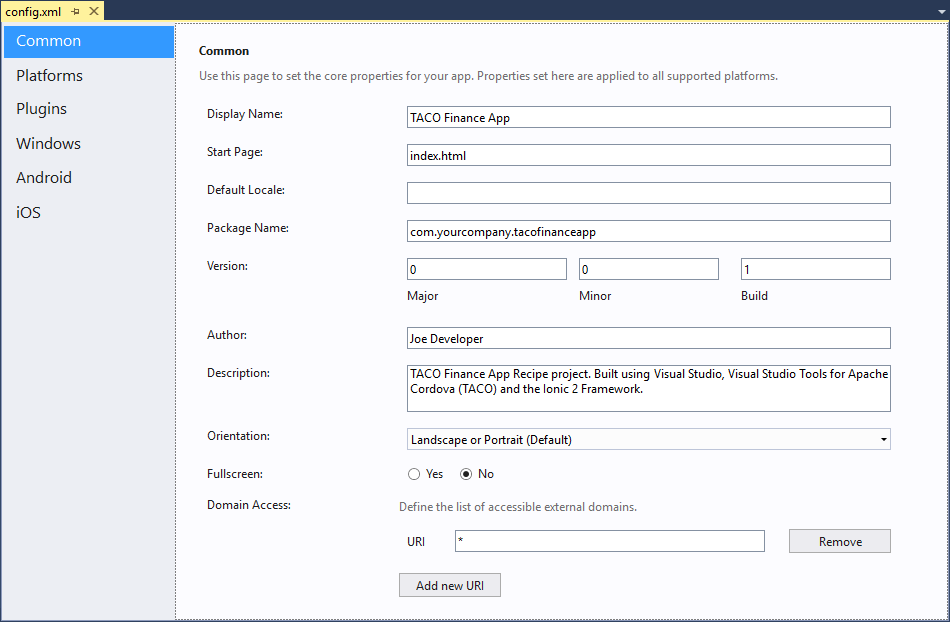 config.xml
Common
Platforms
Plugins
Windows
Android
iOS
Common
Use this page to set the core properties for your app. Properties set here are applied to all supported platforms.
Display Name: TACO Finance App
Start Page: index.html
Default Locale:
Package Name: com.yourcompany.tacofinanceapp
Version: 0 0 1
Major Minor Build
Author: Joe Developer
Description: TACO Finance App Recipe project. Built using Visual Studio, Visual Studio Tools for Apache
Cordova (TACO) and the Ionic 2 Framework.
Orientation: Landscape or Portrait (Default)
Fullscreen: Yes No
Domain Access: Define the list of accessible external domains.
URI * Remove
Add new URI